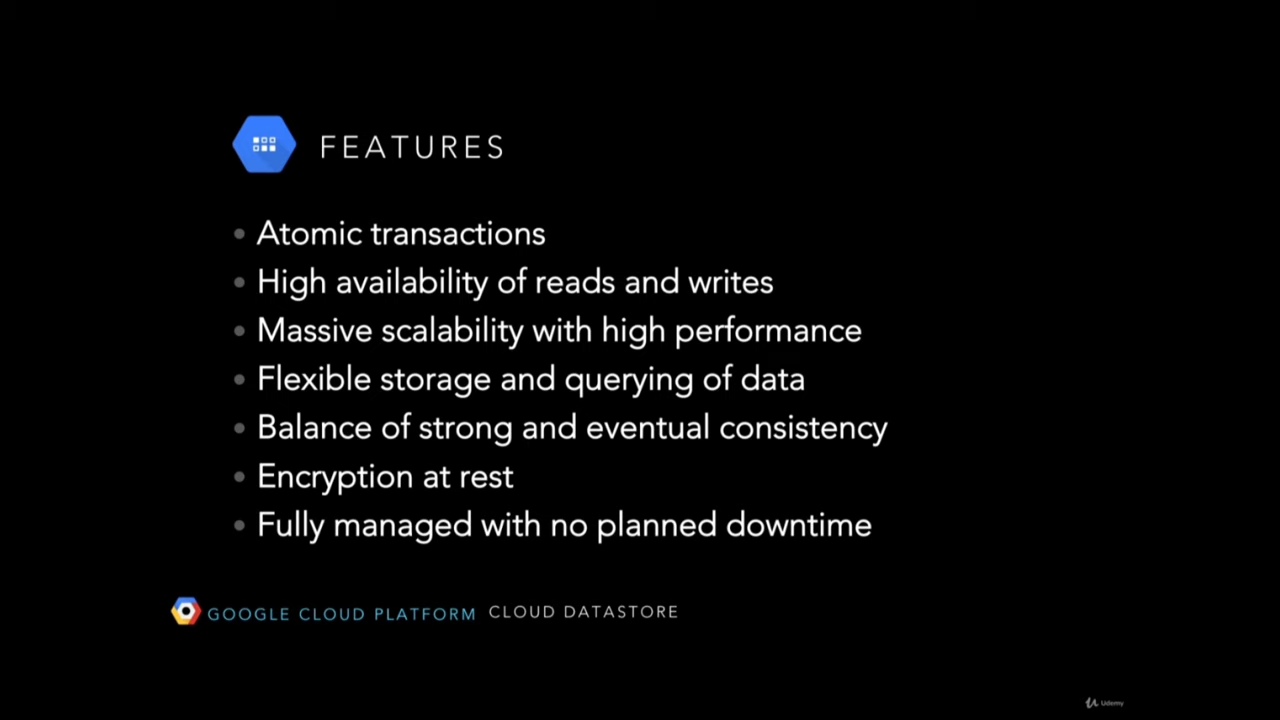 FEATURES
Atomic transactions
High availability of reads and writes
Massive scalability with high performance
Flexible storage and querying of data
Balance of strong and eventual consistency
Encryption at rest
Fully managed with no planned downtime
GOOGLE CLOUD PLATFORM CLOUD DATASTORE
Udemy